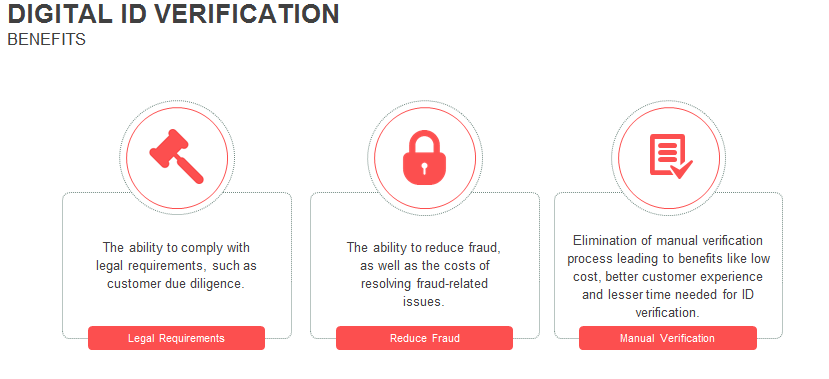 DIGITAL ID VERIFICATION
BENEFITS
The ability to comply with
legal requirements, such as
customer due diligence.
Legal Requirements
The ability to reduce fraud,
as well as the costs of
resolving fraud-related
issues.
Reduce Fraud
Elimination of manual verification
process leading to benefits like low
cost, better customer experience
and lesser time needed for ID
verification.
Manual Verification